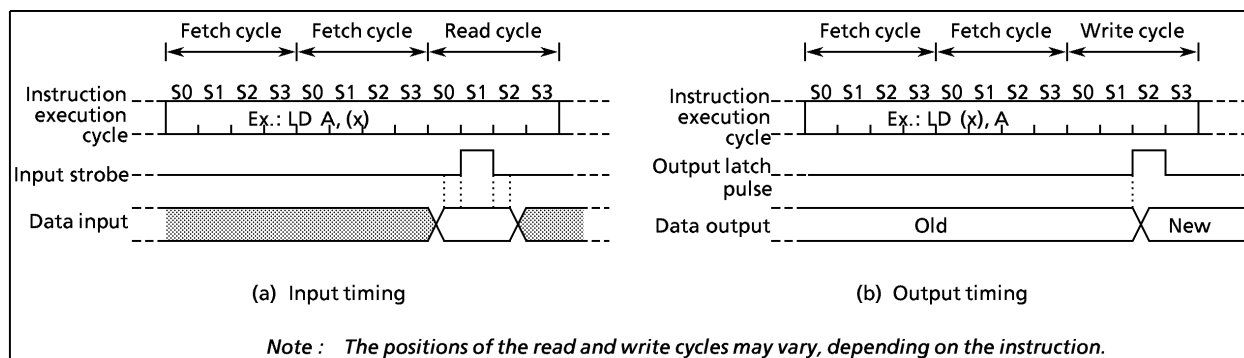 Fetch cycle Fetch cycle Read cycle
S0 S1 S2 S3 S0 S1 S2 S3 S0 S1 S2 S3
Instruction
execution
cycle
Ex.: LD A, (x)
Input strobe
Data input
(a) Input timing
Fetch cycle Fetch cycle Write cycle
S0 S1 S2 S3 S0 S1 S2 S3 S0 S1 S2 S3
Instruction
execution
cycle
Ex.: LD (x), A
Output latch
pulse
Data output
Old
New
(b) Output timing
Note : The positions of the read and write cycles may vary, depending on the instruction.